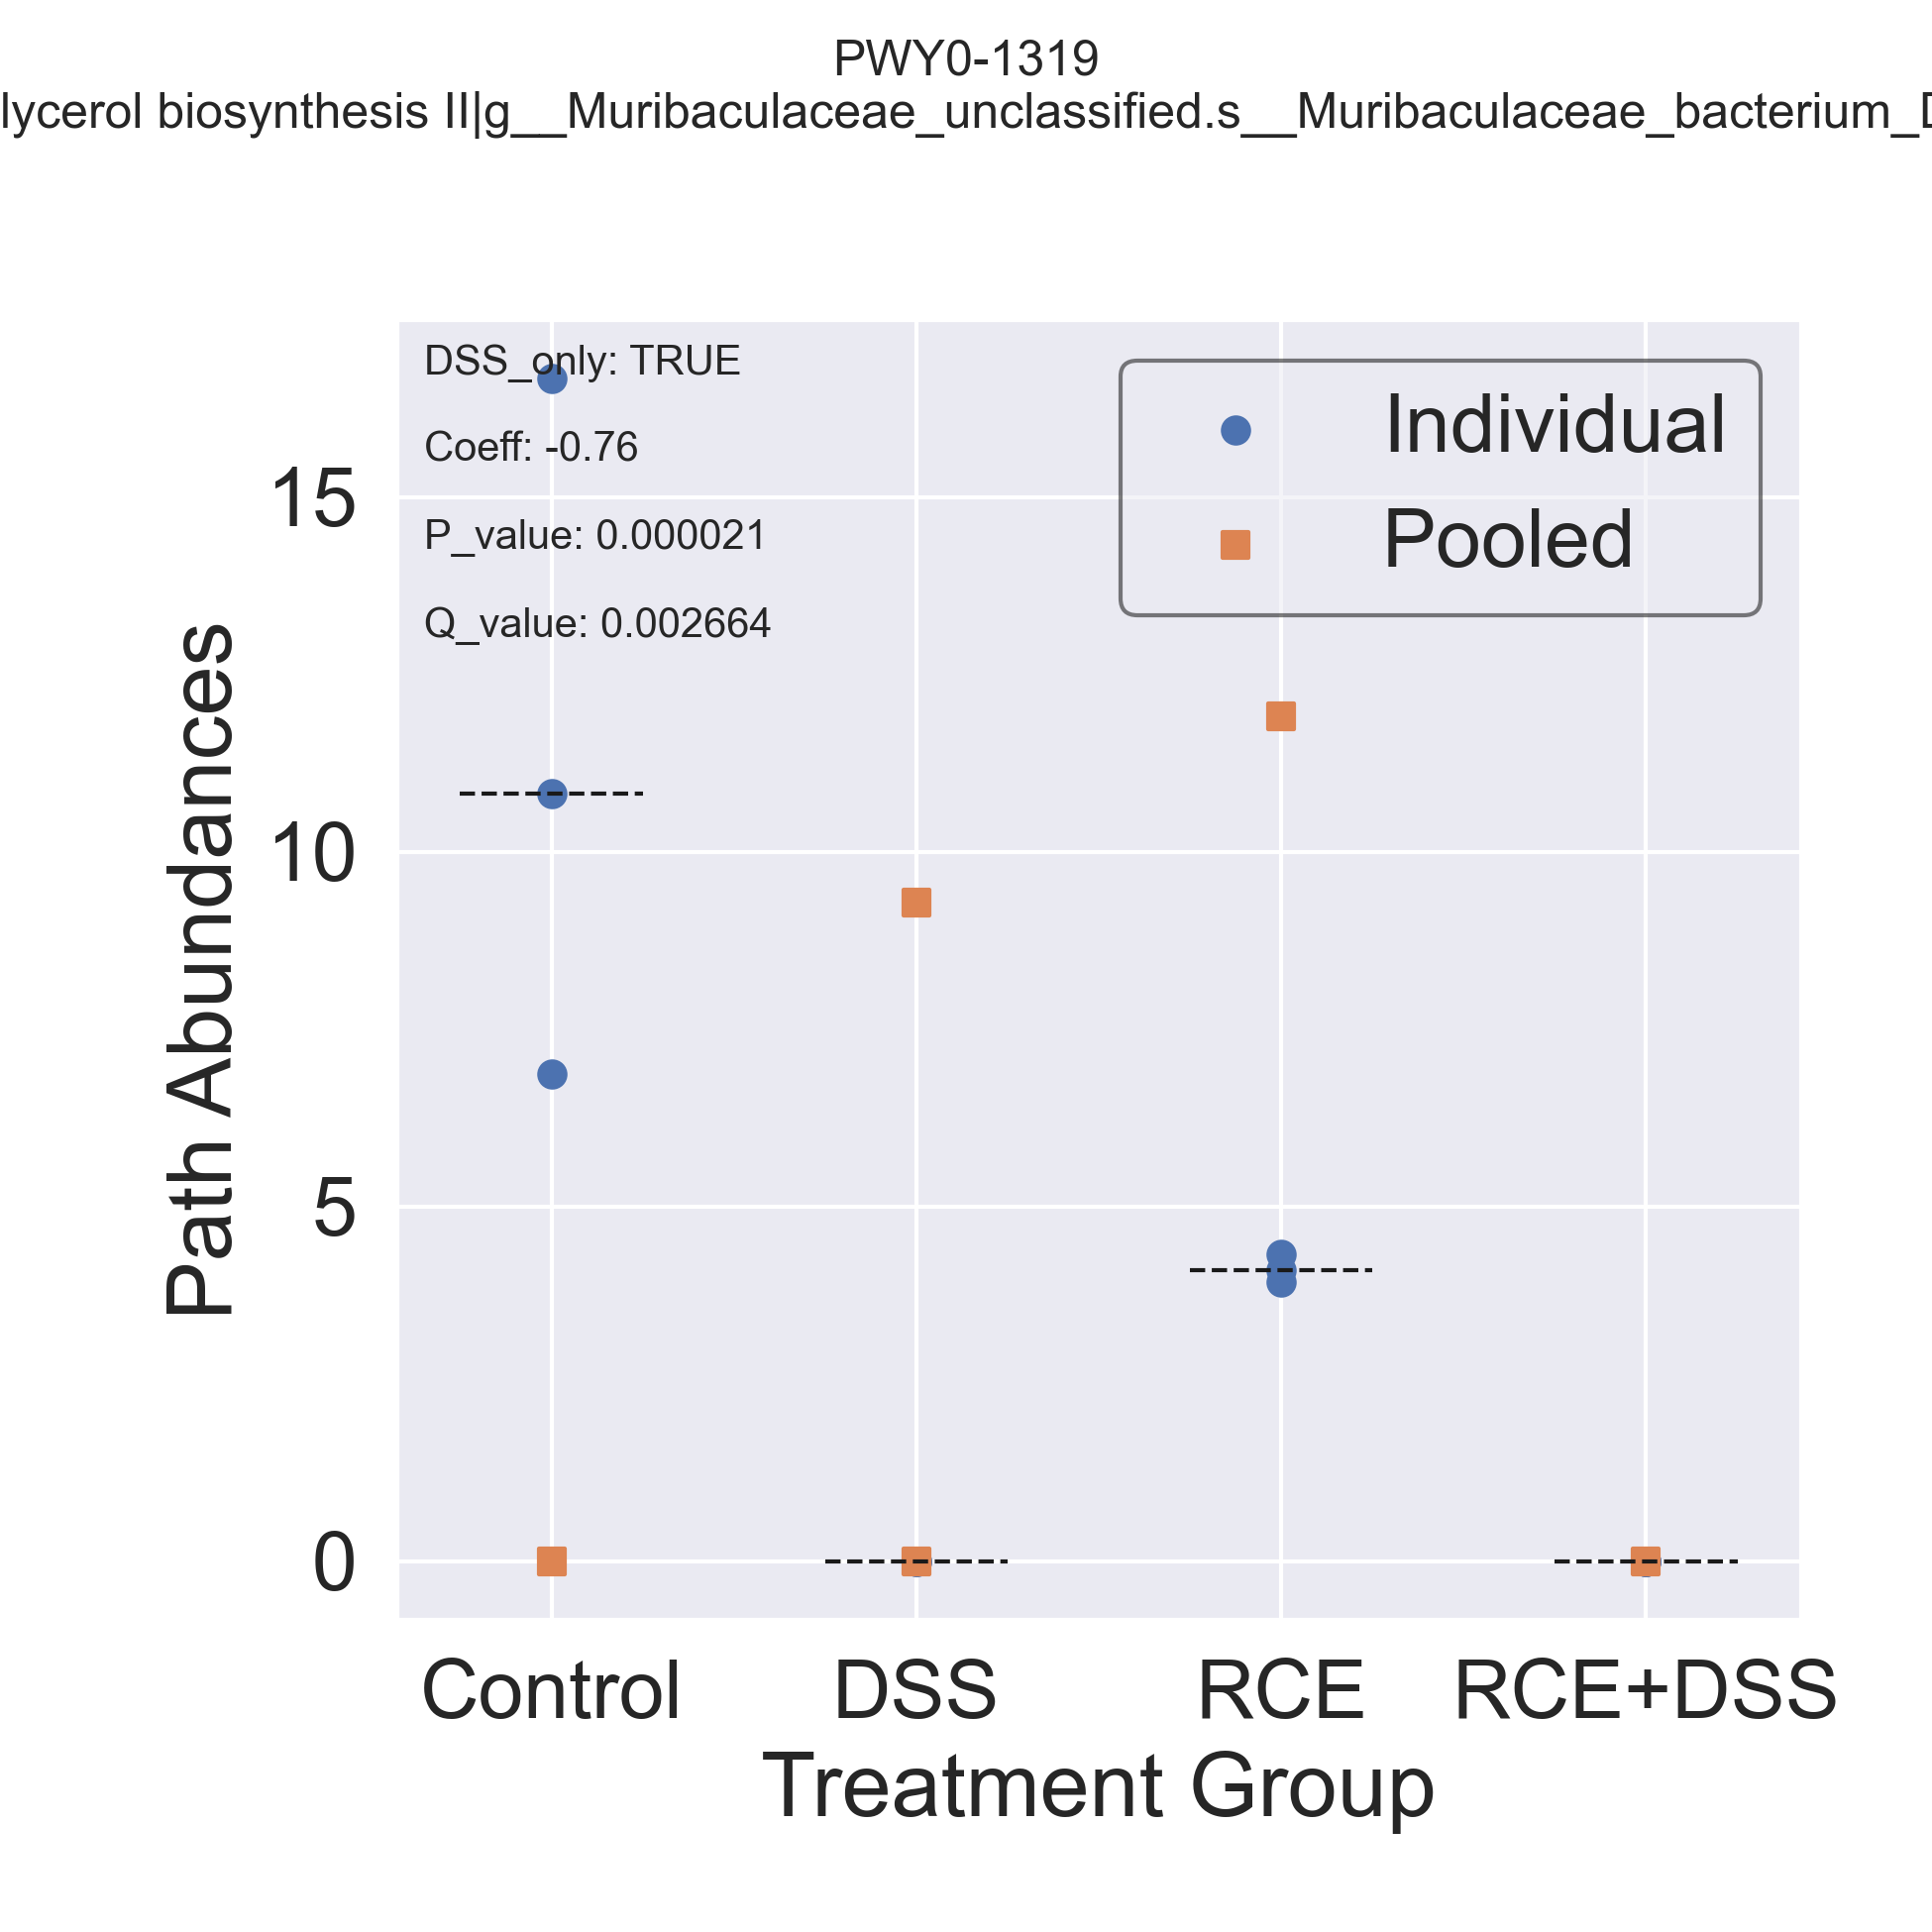 PWY0-1319
lycerol biosynthesis II|g__Muribaculaceae_unclassified.s__Muribaculaceae_bacterium_D
DSS_only: TRUE
Coeff: -0.76
P_value: 0.000021
Q_value: 0.002664
Individual
Pooled
Path Abundances
15
10
5
0
Control DSS RCE RCE+DSS
Treatment Group